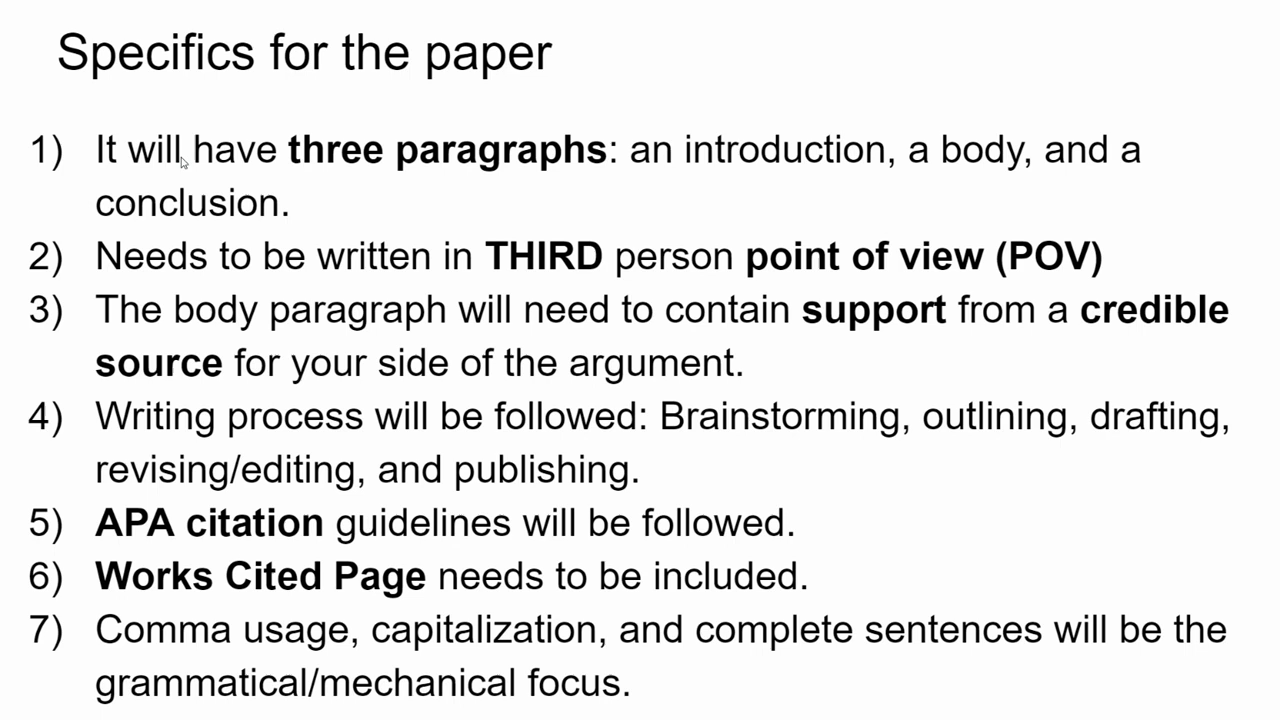 Specifics for the paper
1) It will have three paragraphs: an introduction, a body, and a
conclusion.
2) Needs to be written in THIRD person point of view (POV)
3) The body paragraph will need to contain support from a credible
source for your side of the argument.
4) Writing process will be followed: Brainstorming, outlining, drafting,
revising/editing, and publishing.
5) APA citation guidelines will be followed.
6) Works Cited Page needs to be included.
7) Comma usage, capitalization, and complete sentences will be the
grammatical/mechanical focus.